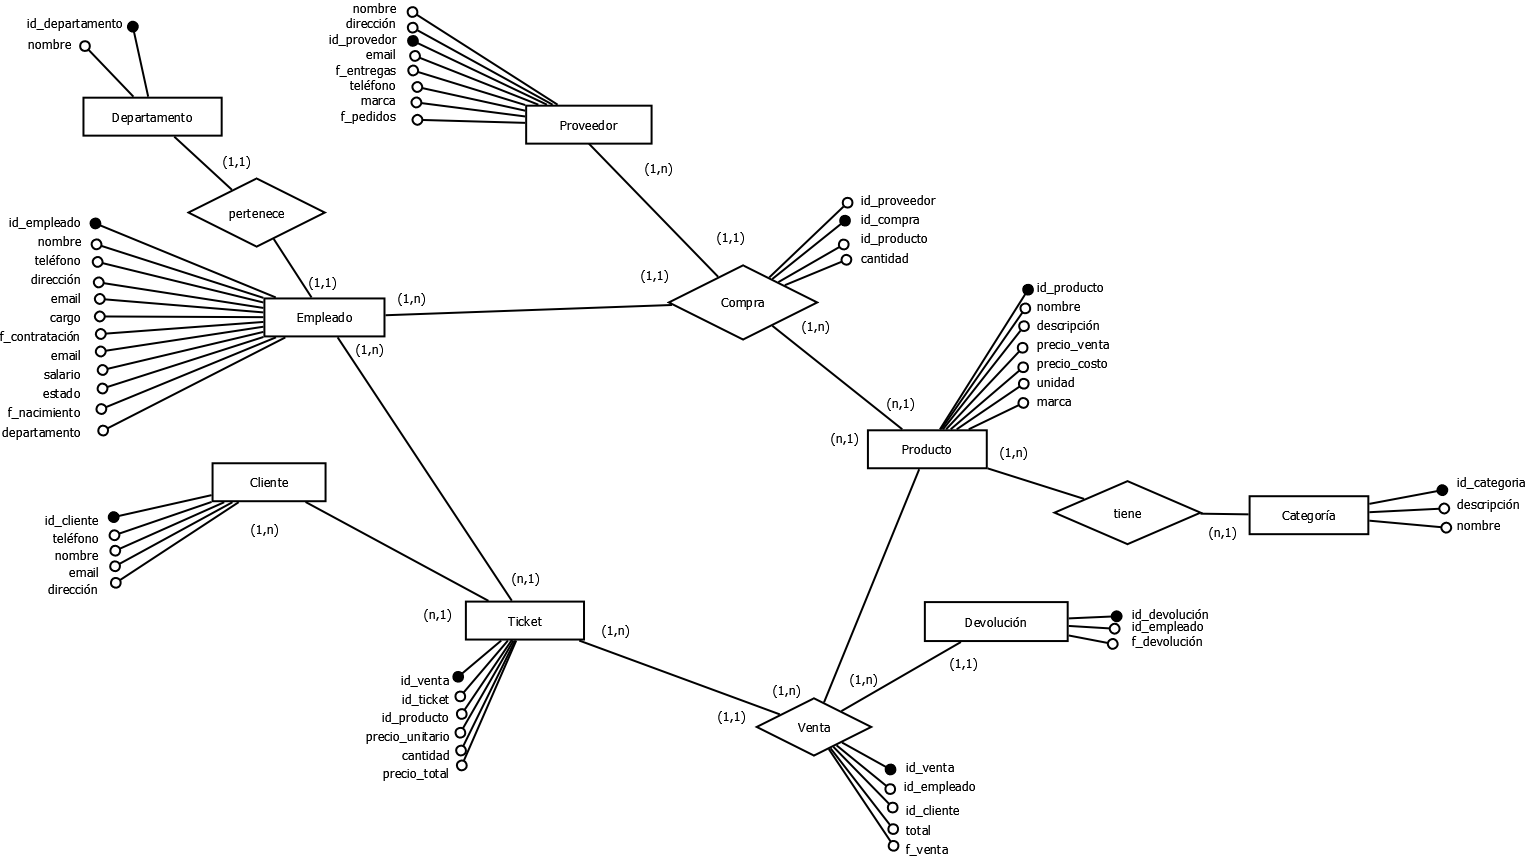 id_departamento
nombre
Departamento
(1,1)
pertenece
(1,1)
nombre
dirección
id_provedor
email
f_entregas
teléfono
marca
f_pedidos
Proveedor
(1,n)
(1,1)
id_proveedor
id_compra
id_producto
cantidad
Compra
(1,1)
(1,n)
(1,n)
id_empleado
nombre
teléfono
dirección
email
cargo
f_contratación
email
salario
estado
f_nacimiento
departamento
Empleado
(1,n)
id_producto
nombre
descripción
precio_venta
precio_costo
unidad
marca
(n,1)
(n,1)
Producto
(1,n)
tiene
(n,1)
Categoría
id_categoria
descripción
nombre
Cliente
id_cliente
teléfono
nombre
email
dirección
(1,n)
(n,1)
(n,1)
Ticket
(1,n)
id_venta
id_ticket
id_producto
precio_unitario
cantidad
precio_total
Devolución
id_devolución
id_empleado
f_devolución
(1,1)
(1,n)
(1,n)
(1,1)
Venta
id_venta
id_empleado
id_cliente
total
f_venta